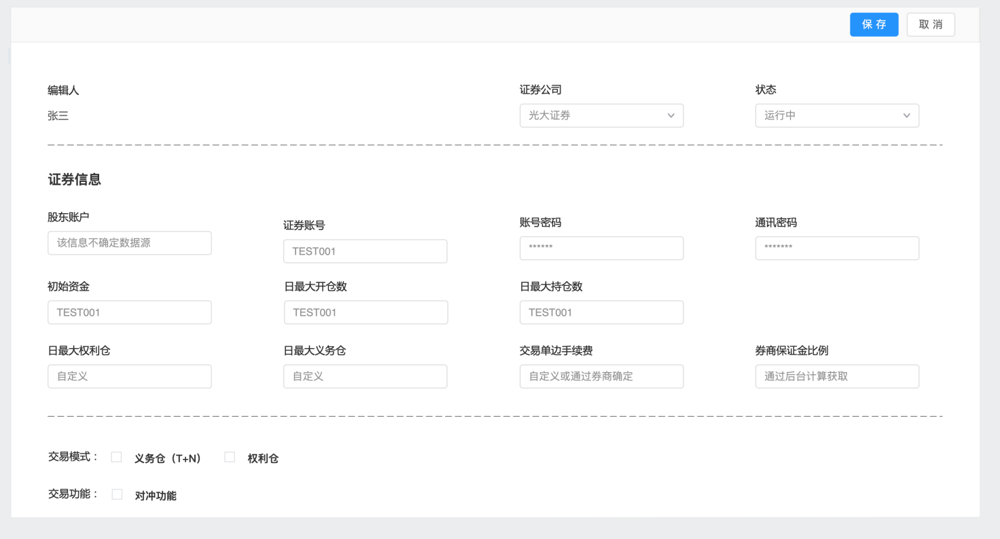 保 存 取 消
编辑人 证券公司 状态
张三 光大证券 运行中
证券信息
股东账户 证券账号 账号密码 通讯密码
该信息不确定数据源 TEST001 ****** *******
初始资金 日最大开仓数 日最大持仓数
TEST001 TEST001 TEST001
日最大权利仓 日最大义务仓 交易单边手续费 券商保证金比例
自定义 自定义 自定义或通过券商确定 通过后台计算获取
交易模式： 义务仓（T+N） 权利仓
交易功能： 对冲功能